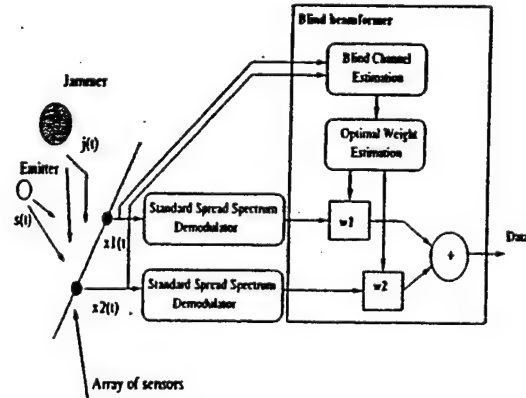 Blind beamformer
Jammer
Blind Channel
Estimation
j(t)
Optimal Weight
Estimation
Emitter
s(t)
Standard Spread Spectrum
Demodulator
w1
x1(t)
Data
+
Standard Spread Spectrum
Demodulator
w2
x2(t)
Array of sensors